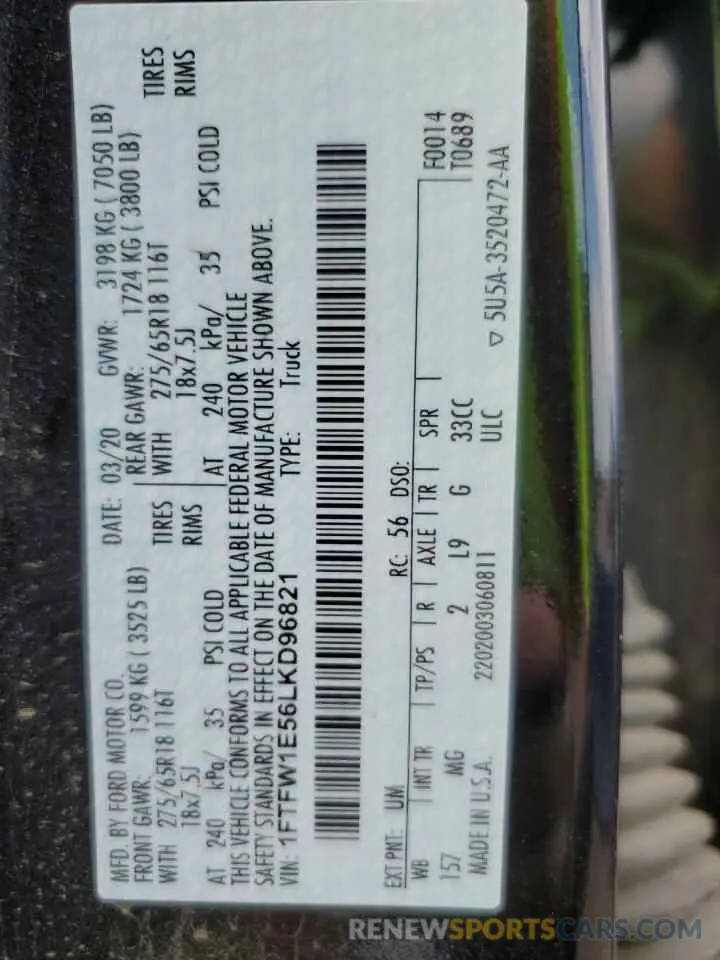 MFD. BY FORD MOTOR CO. DATE: 03/20 GVWR: 3198 KG ( 7050 LB)
FRONT GAWR: 1599 KG ( 3525 LB) REAR GAWR: 1724 KG ( 3800 LB)
WITH 275/65R18 116T TIRES WITH 275/65R18 116T TIRES
18x7.5J RIMS 18x7.5J RIMS
AT 240 kPa/ 35 PSI COLD AT 240 kPa/ 35 PSI COLD
THIS VEHICLE CONFORMS TO ALL APPLICABLE FEDERAL MOTOR VEHICLE
SAFETY STANDARDS IN EFFECT ON THE DATE OF MANUFACTURE SHOWN ABOVE.
VIN: 1FTFW1E56LKD96821 TYPE: Truck
EXT PNT: UM RC: 56 DSO:
WB INT TR TP/PS R AXLE TR SPR F0014
157 MG 2 L9 G 33CC T0689
MADE IN U.S.A. 2202003060811 ULC ▽ 5U5A-3520472-AA
RENEWSPORTSCARS.COM